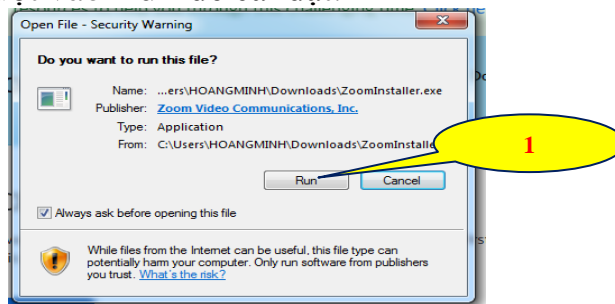 Open File - Security Warning
Do you want to run this file?
Name: ...ers\HOANGMINH\Downloads\ZoomInstaller.exe
Publisher: Zoom Video Communications, Inc.
Type: Application
From: C:\Users\HOANGMINH\Downloads\ZoomInstalle
1
Run Cancel
Always ask before opening this file
While files from the Internet can be useful, this file type can
potentially harm your computer. Only run software from publishers
you trust. What's the risk?